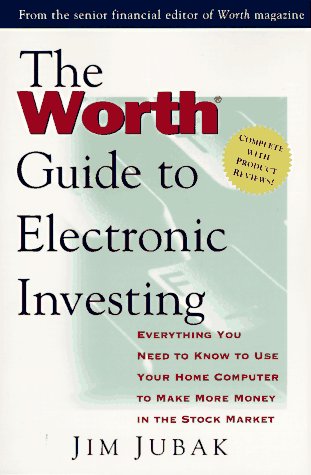 From the senior financial editor of Worth magazine
The
Worth®
Guide to
Electronic
Investing
COMPLETE
WITH
PRODUCT
REVIEWS!
EVERYTHING YOU
NEED TO KNOW TO USE
YOUR HOME COMPUTER
TO MAKE MORE MONEY
IN THE STOCK MARKET
JIM JUBAK